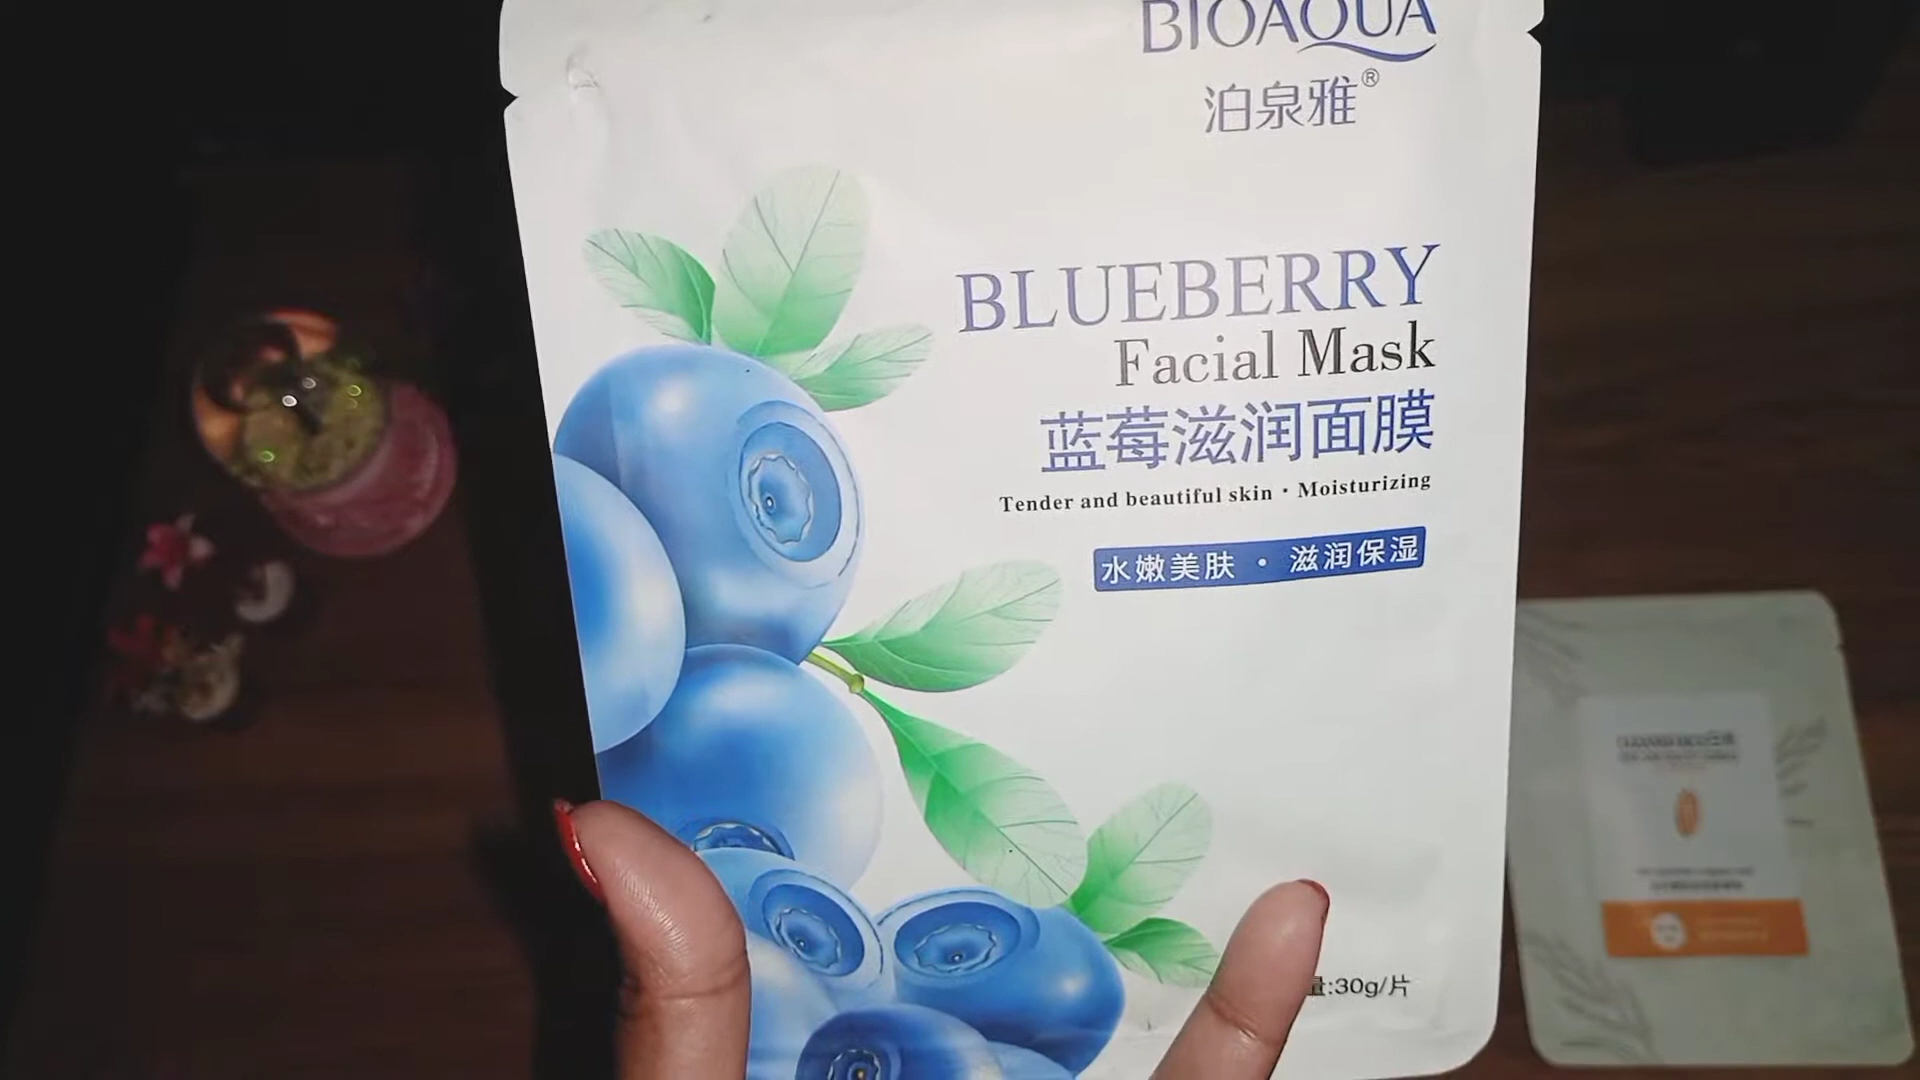 BIOAQUA
泊泉雅®
BLUEBERRY
Facial Mask
蓝莓滋润面膜
Tender and beautiful skin · Moisturizing
水嫩美肤 · 滋润保湿
量:30g/片